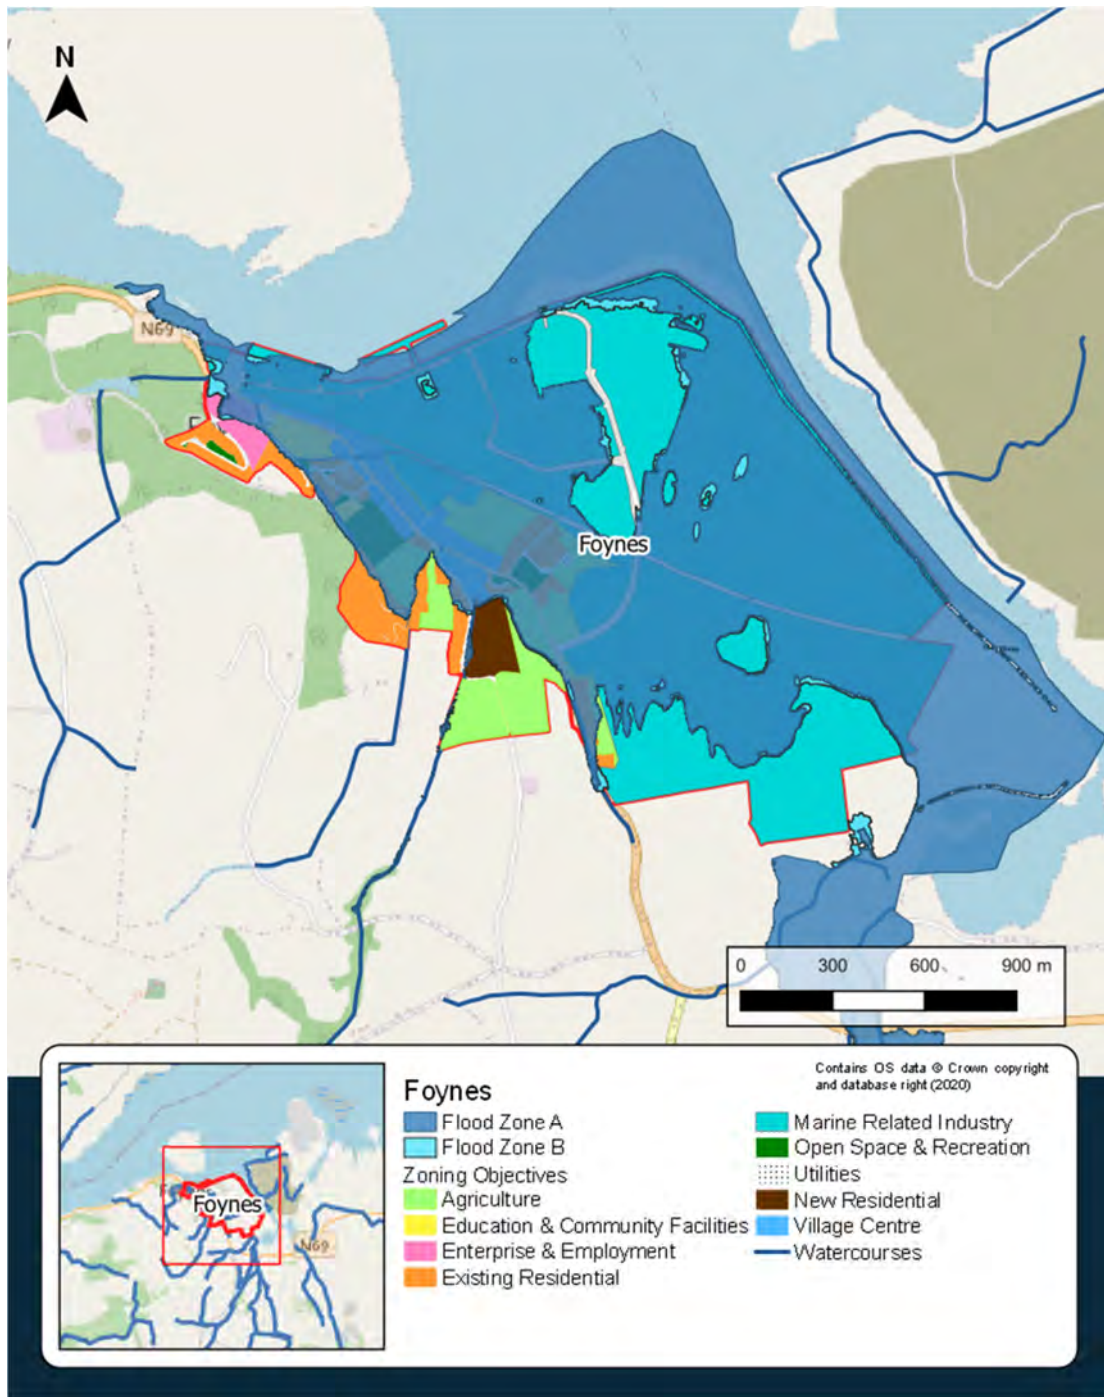 N
N69
F
Foynes
0 300 600 900 m
Contains OS data © Crown copyright
and database right (2020)
Foynes
Flood Zone A
Flood Zone B
Zoning Objectives
Agriculture
Education & Community Facilities
Enterprise & Employment
Existing Residential
Marine Related Industry
Open Space & Recreation
Utilities
New Residential
Village Centre
Watercourses
Foynes
N69